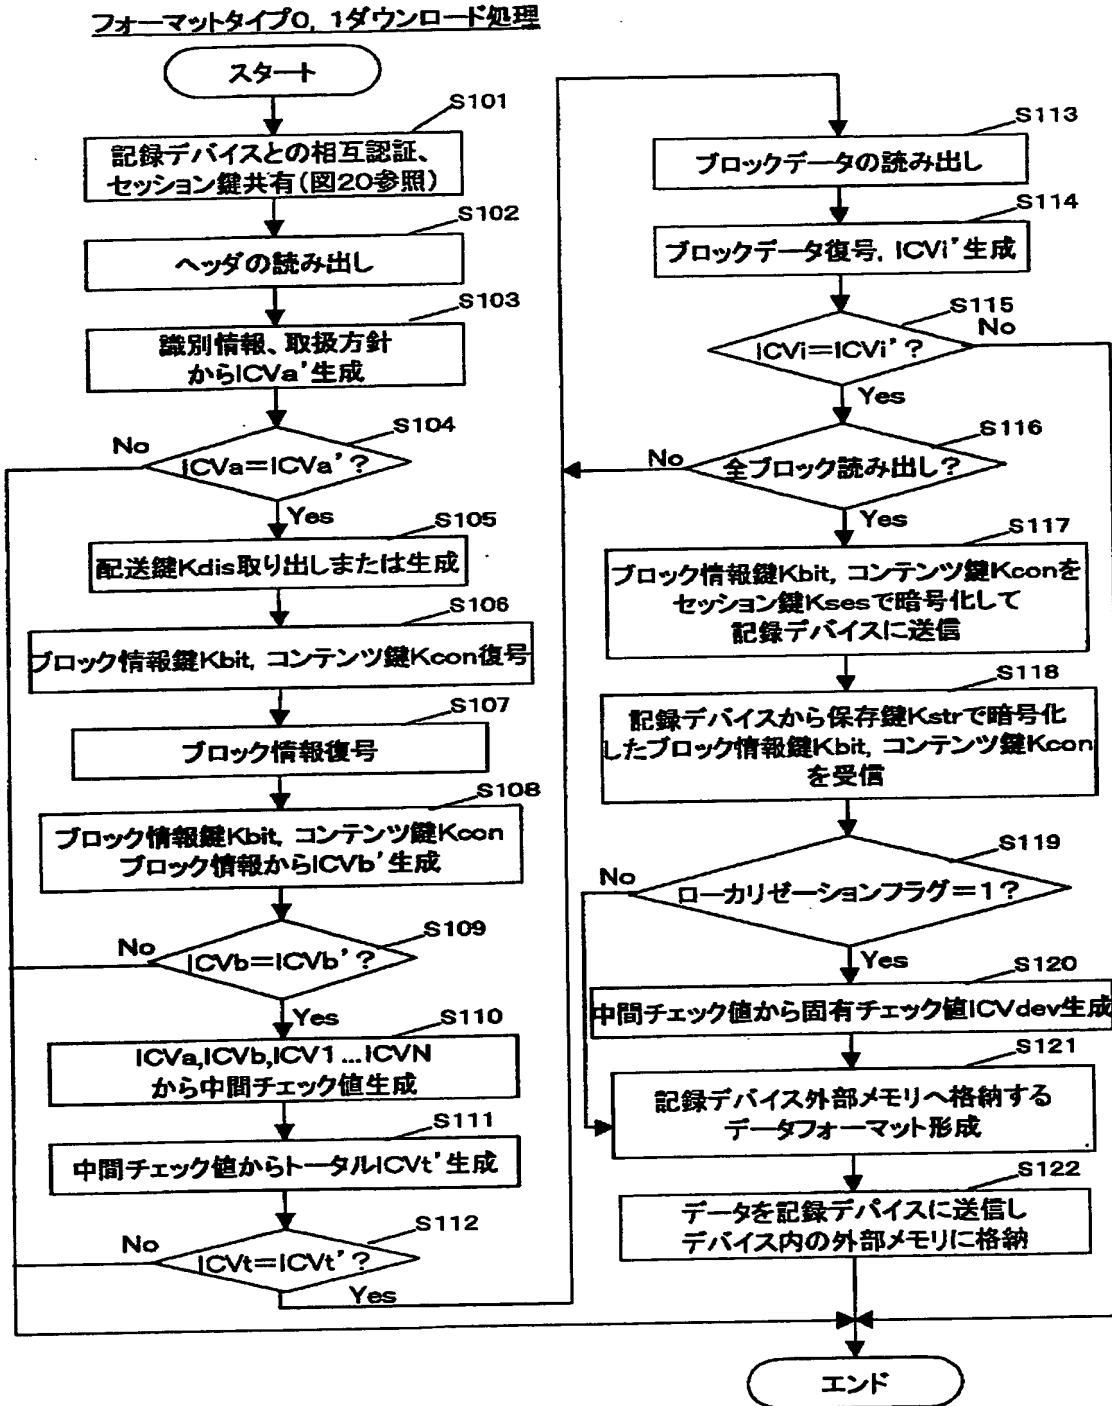 フォーマットタイプ0, 1ダウンロード処理
スタート
S101
記録デバイスとの相互認証、
セッション鍵共有(図20参照)
S102
ヘッダの読み出し
S103
識別情報、取扱方針
からICVa'生成
S104
No
ICVa=ICVa'?
Yes
S105
配送鍵Kdis取り出しまたは生成
S106
ブロック情報鍵Kbit, コンテンツ鍵Kcon復号
S107
ブロック情報復号
S108
ブロック情報鍵Kbit, コンテンツ鍵Kcon
ブロック情報からICVb'生成
S109
No
ICVb=ICVb'?
Yes
S110
ICVa,ICVb,ICV1...ICVN
から中間チェック値生成
S111
中間チェック値からトータルICVt'生成
S112
No
ICVt=ICVt'?
Yes
S113
ブロックデータの読み出し
S114
ブロックデータ復号, ICVi'生成
S115
No
ICVi=ICVi'?
Yes
S116
No
全ブロック読み出し?
Yes
S117
ブロック情報鍵Kbit, コンテンツ鍵Kconを
セッション鍵Ksesで暗号化して
記録デバイスに送信
S118
記録デバイスから保存鍵Kstrで暗号化
したブロック情報鍵Kbit, コンテンツ鍵Kcon
を受信
S119
No
ローカリゼーションフラグ=1?
Yes
S120
中間チェック値から固有チェック値ICVdev生成
S121
記録デバイス外部メモリへ格納する
データフォーマット形成
S122
データを記録デバイスに送信し
デバイス内の外部メモリに格納
エンド